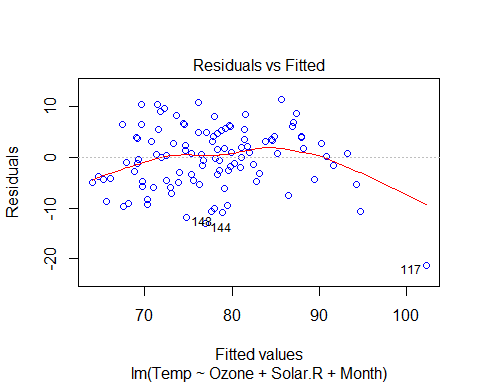 Residuals vs Fitted
Residuals
10
0
-10
-20
144
117
70
80
90
100
Fitted values
lm(Temp ~ Ozone + Solar.R + Month)